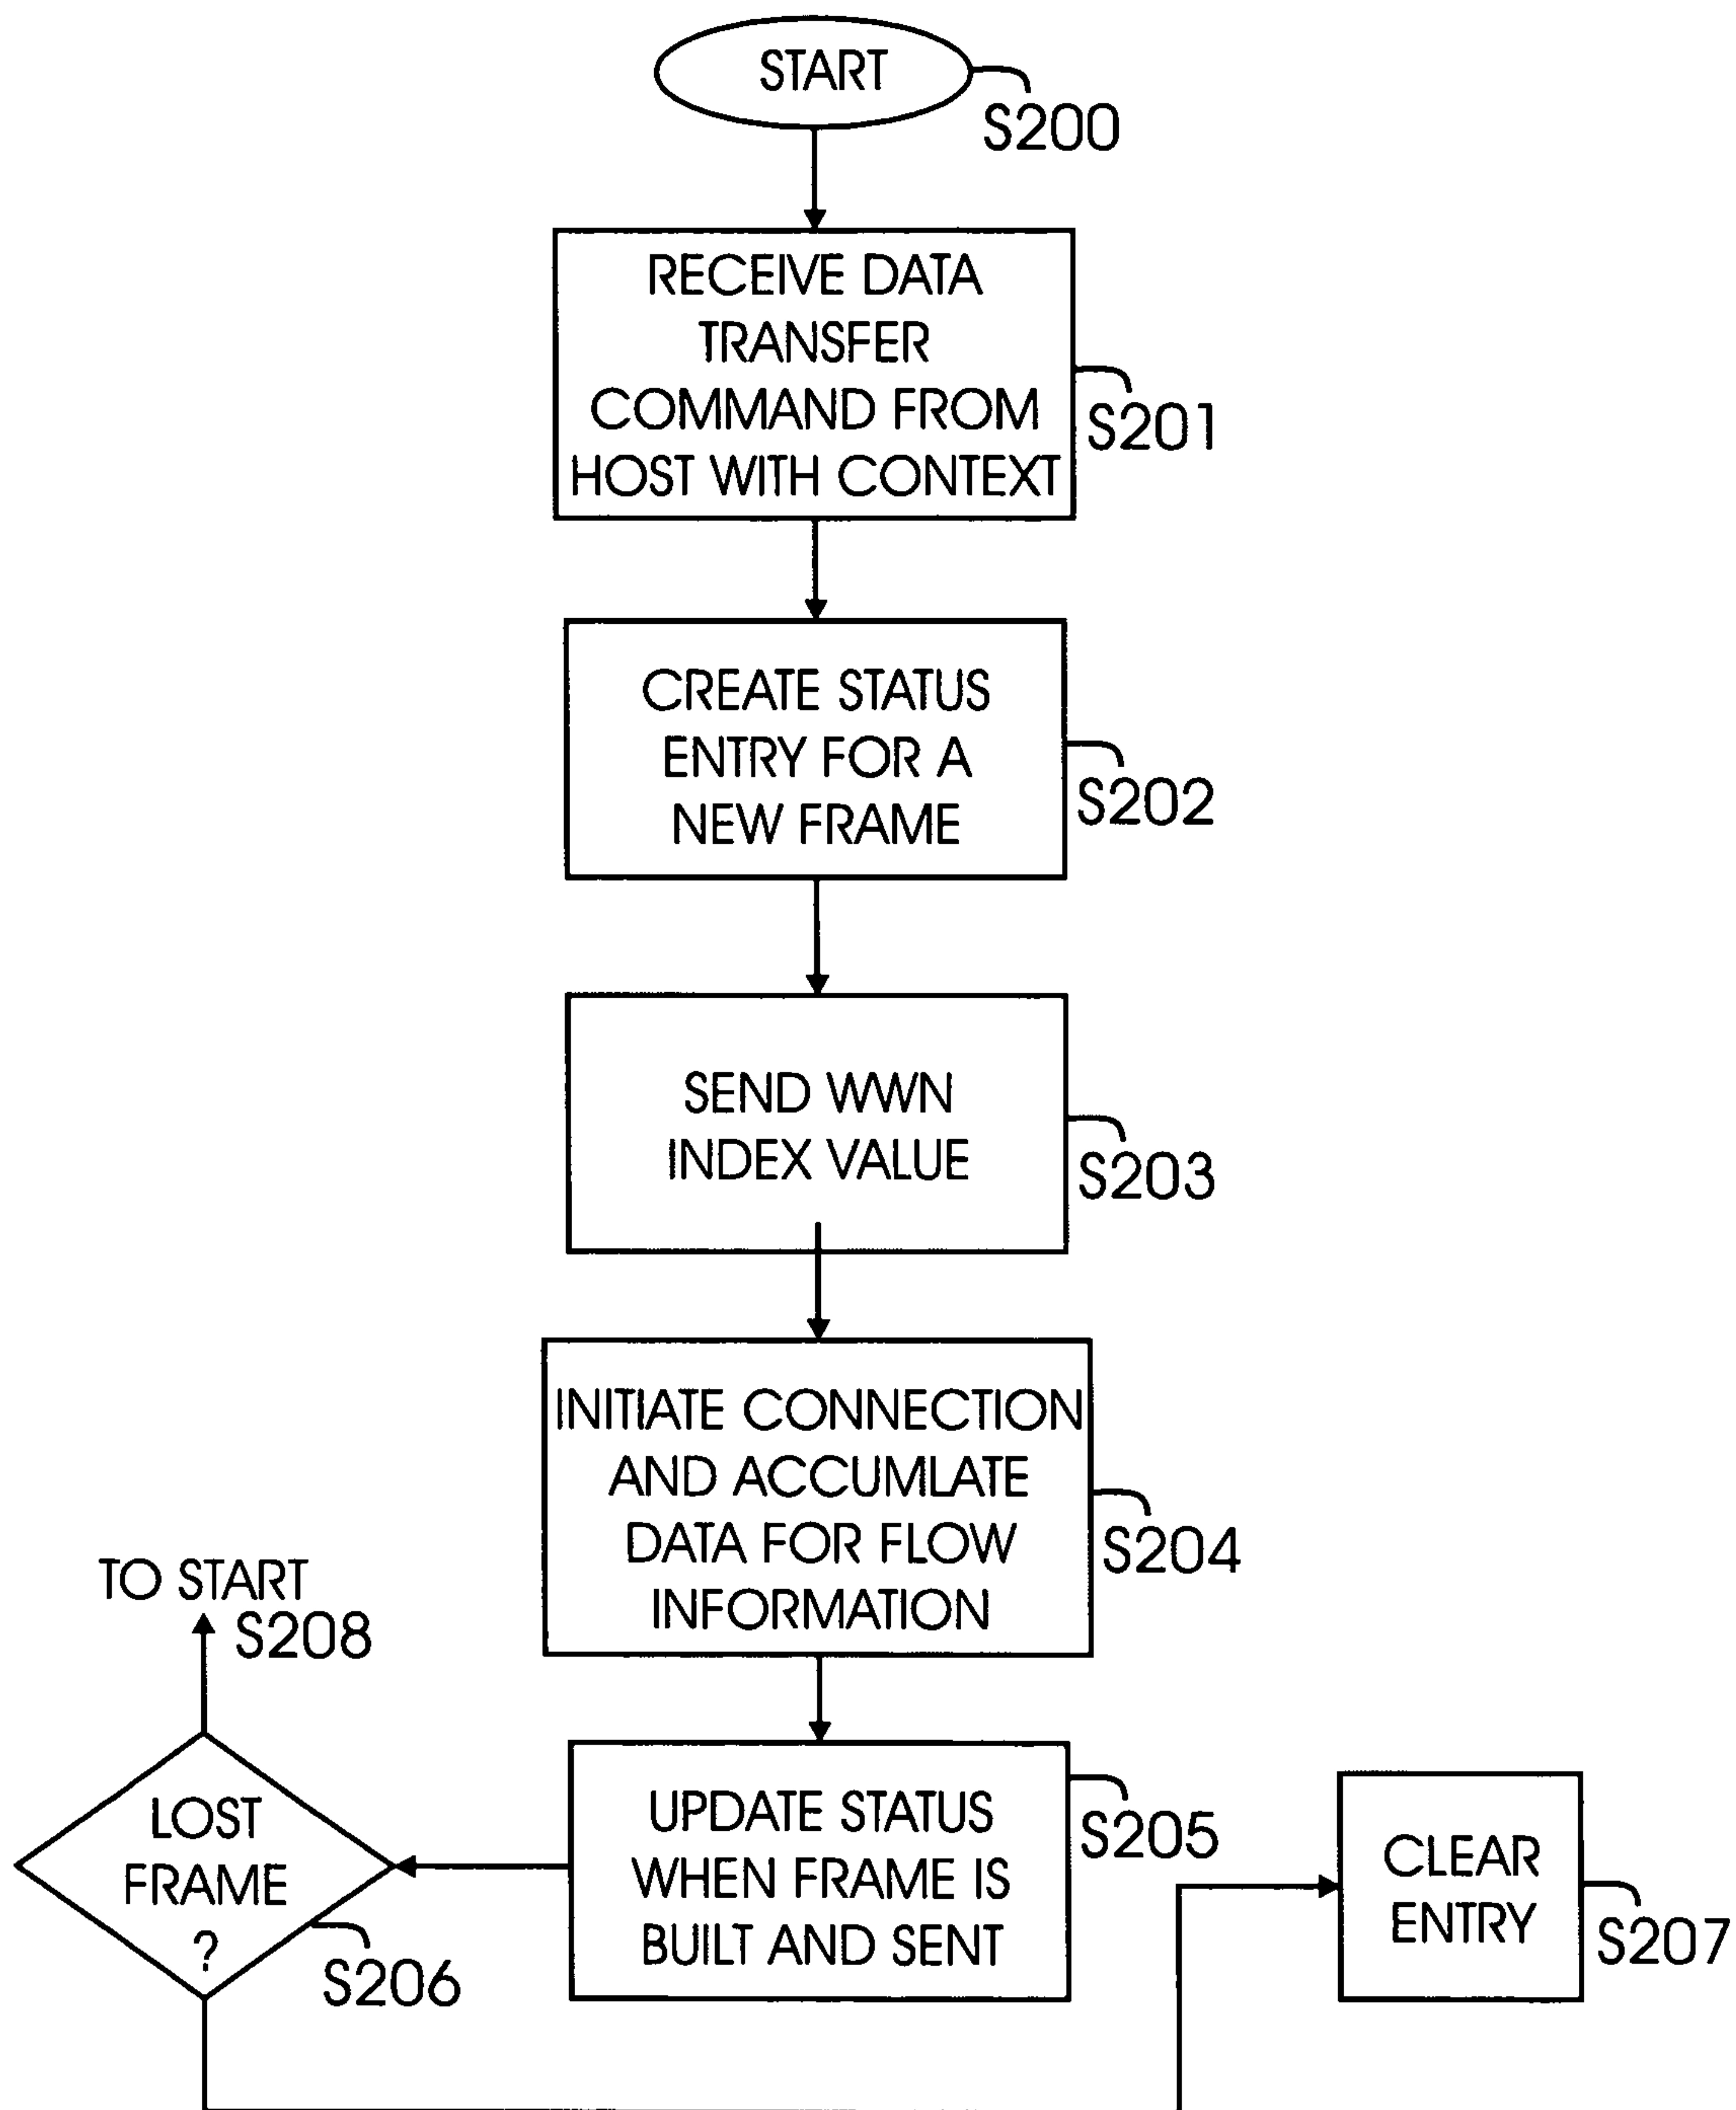 START
S200
RECEIVE DATA
TRANSFER
COMMAND FROM
HOST WITH CONTEXT
S201
CREATE STATUS
ENTRY FOR A
NEW FRAME
S202
SEND WWN
INDEX VALUE
S203
INITIATE CONNECTION
AND ACCUMLATE
DATA FOR FLOW
INFORMATION
S204
TO START
S208
UPDATE STATUS
WHEN FRAME IS
BUILT AND SENT
S205
LOST
FRAME
?
S206
CLEAR
ENTRY
S207